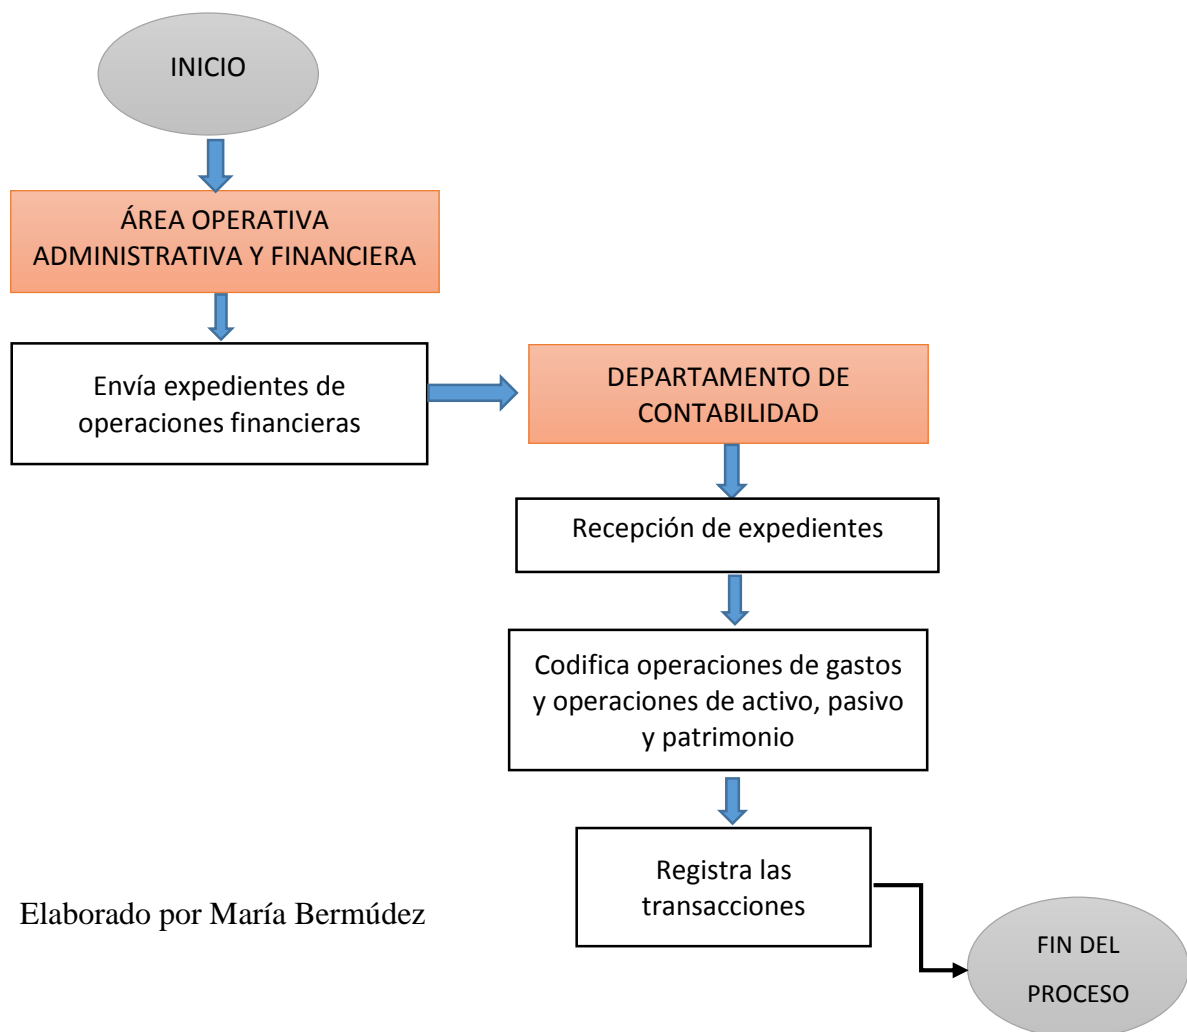 INICIO
ÁREA OPERATIVA
ADMINISTRATIVA Y FINANCIERA
Envía expedientes de
operaciones financieras
DEPARTAMENTO DE
CONTABILIDAD
Recepción de expedientes
Codifica operaciones de gastos
y operaciones de activo, pasivo
y patrimonio
Registra las
transacciones
Elaborado por María Bermúdez
FIN DEL
PROCESO